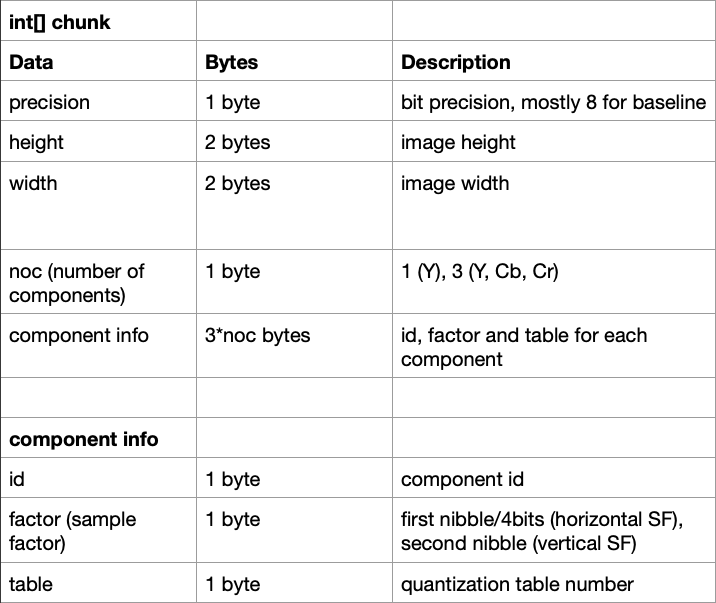 int[] chunk
Data Bytes Description
precision 1 byte bit precision, mostly 8 for baseline
height 2 bytes image height
width 2 bytes image width
noc (number of components) 1 byte 1 (Y), 3 (Y, Cb, Cr)
component info 3*noc bytes id, factor and table for each component
component info
id 1 byte component id
factor (sample factor) 1 byte first nibble/4bits (horizontal SF), second nibble (vertical SF)
table 1 byte quantization table number